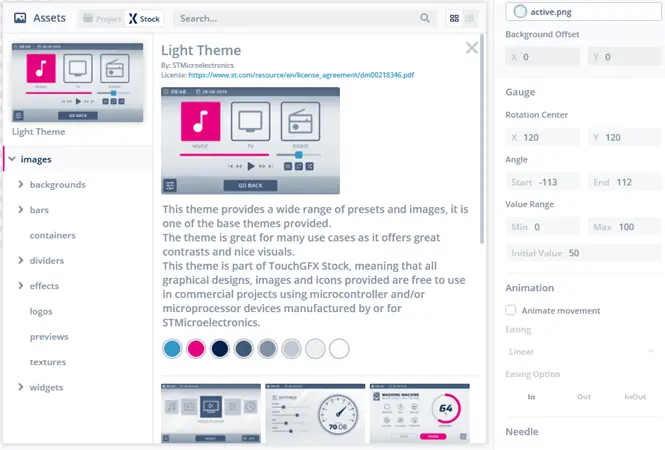 Assets
Project
Stock
Search...
Light Theme
images
backgrounds
bars
containers
dividers
effects
logos
previews
textures
widgets
Light Theme
By: STMicroelectronics
License: https://www.st.com/resource/en/license_agreement/dm00218346.pdf
MUSIC
TV
RADIO
GO BACK
This theme provides a wide range of presets and images, it is
one of the base themes provided.
The theme is great for many use cases as it offers great
contrasts and nice visuals.
This theme is part of TouchGFX Stock, meaning that all
graphical designs, images and icons provided are free to use
in commercial projects using microcontroller and/or
microprocessor devices manufactured by or for
STMicroelectronics.
SETTINGS
70 DB
WASHING MACHINE
64
active.png
Background Offset
X 0
Y 0
Gauge
Rotation Center
X 120
Y 120
Angle
Start -113
End 112
Value Range
Min 0
Max 100
Initial Value 50
Animation
Animate movement
Easing
Linear
Easing Option
In
Out
InOut
Needle